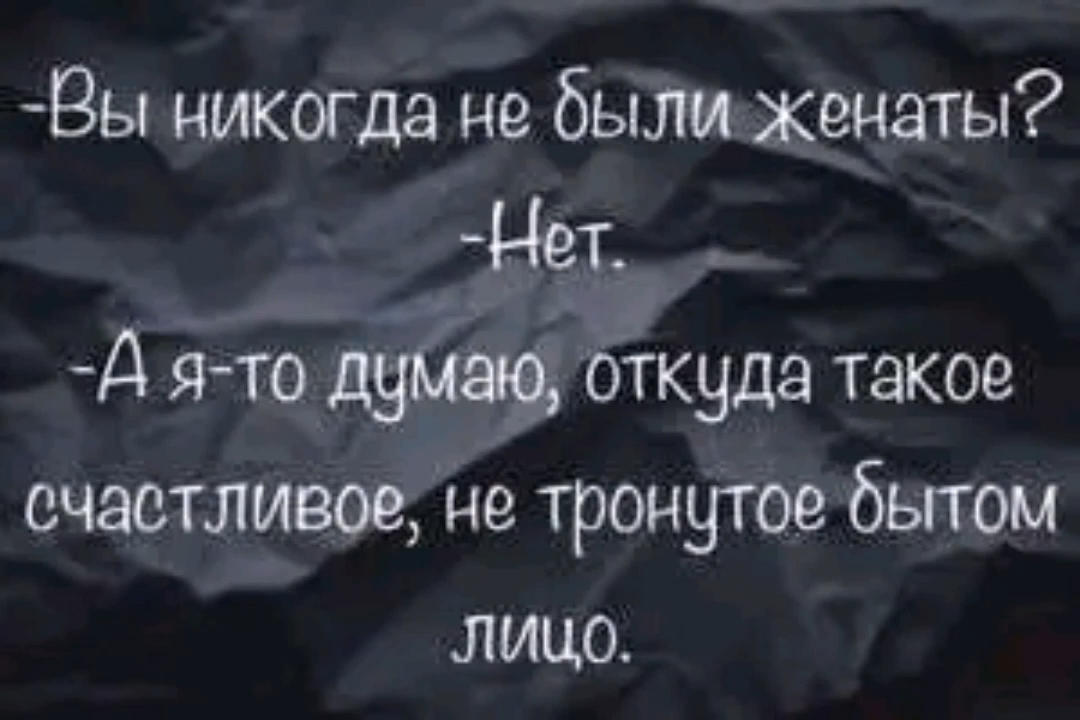 -Вы никогда не были женаты?
-Нет.
-А я-то думаю, откуда такое
счастливое, не тронутое бытом
лицо.